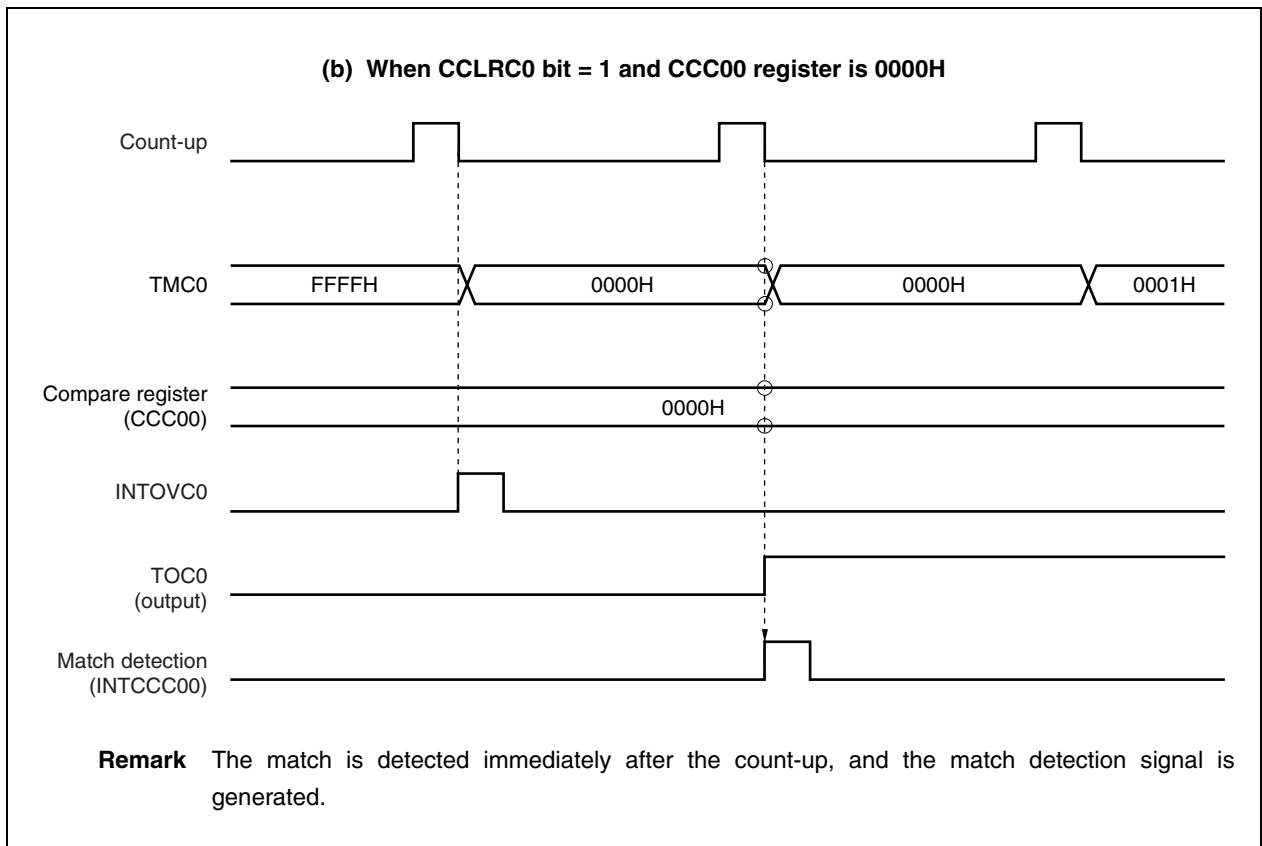 (b) When CCLRC0 bit = 1 and CCC00 register is 0000H
Count-up
TMC0
FFFFH
0000H
0000H
0001H
Compare register
(CCC00)
0000H
INTOVC0
TOC0
(output)
Match detection
(INTCCC00)
Remark The match is detected immediately after the count-up, and the match detection signal is
generated.